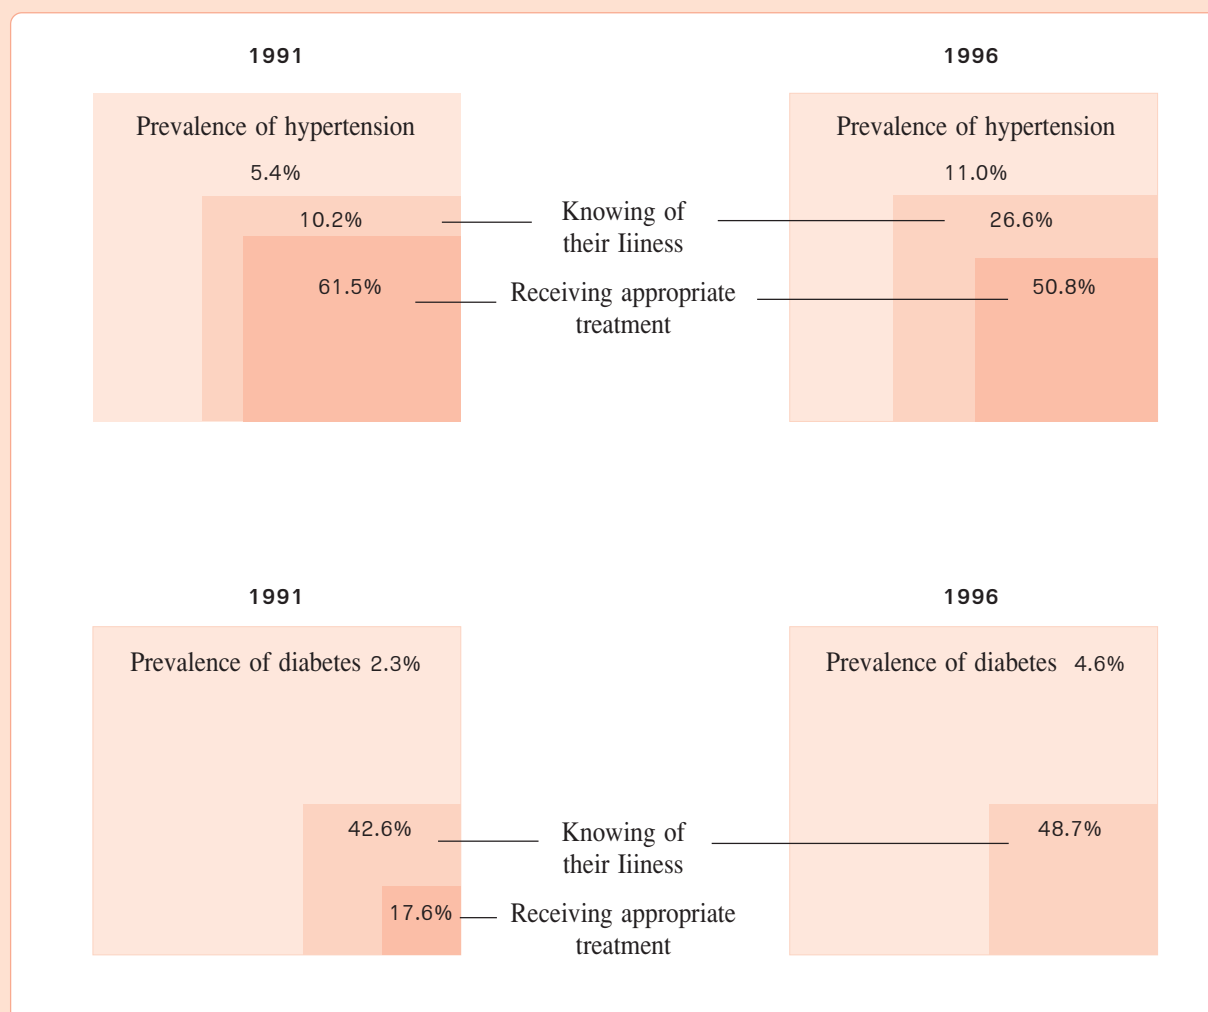 1991
1996
Prevalence of hypertension
5.4%
10.2%
61.5%
Knowing of
their Iiiness
Receiving appropriate
treatment
Prevalence of hypertension
11.0%
26.6%
50.8%
1991
1996
Prevalence of diabetes 2.3%
42.6%
17.6%
Knowing of
their Iiiness
Receiving appropriate
treatment
Prevalence of diabetes 4.6%
48.7%